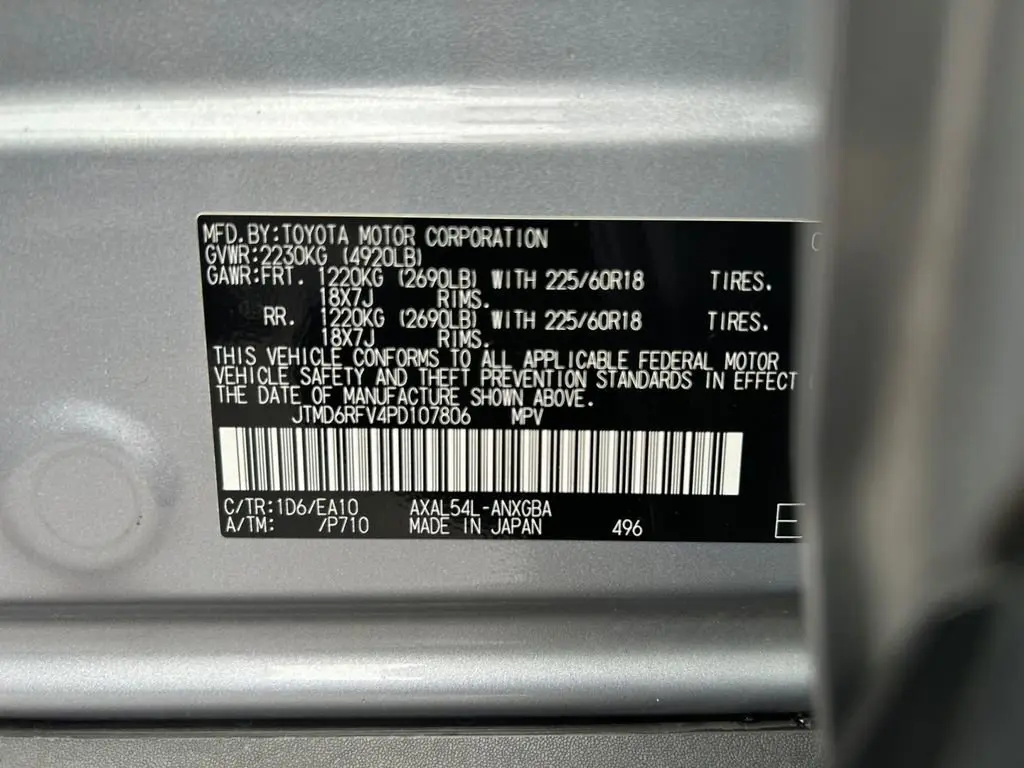 MFD.BY:TOYOTA MOTOR CORPORATION
GVWR:2230KG (4920LB)
GAWR:FRT. 1220KG (2690LB) WITH 225/60R18 TIRES.
18X7J RIMS.
RR. 1220KG (2690LB) WITH 225/60R18 TIRES.
18X7J RIMS.
THIS VEHICLE CONFORMS TO ALL APPLICABLE FEDERAL MOTOR
VEHICLE SAFETY AND THEFT PREVENTION STANDARDS IN EFFECT
THE DATE OF MANUFACTURE SHOWN ABOVE.
JTMD6RFV4PD107806 MPV
C/TR:1D6/EA10 AXAL54L-ANXGBA
A/TM: /P710 MADE IN JAPAN 496